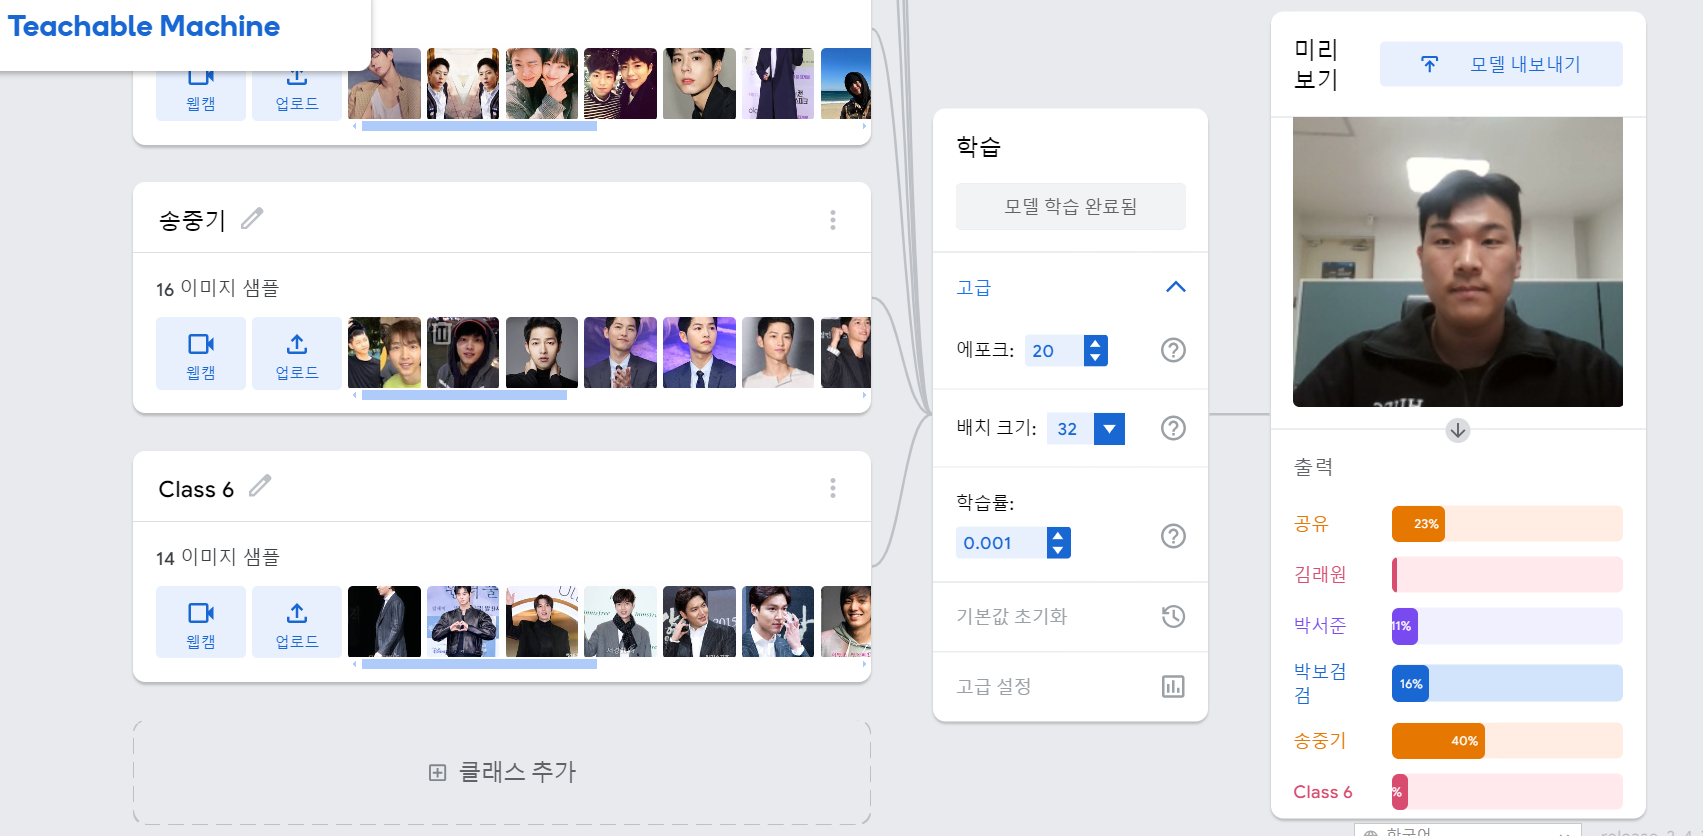 Teachable Machine
웹캠
업로드
송중기
16 이미지 샘플
웹캠
업로드
Class 6
14 이미지 샘플
웹캠
업로드
클래스 추가
학습
모델 학습 완료됨
고급
에포크: 20
배치 크기: 32
학습률:
0.001
기본값 초기화
고급 설정
미리
보기
모델 내보내기
출력
공유 23%
김래원
박서준 11%
박보검
검
16%
송중기 40%
Class 6 %
한국어